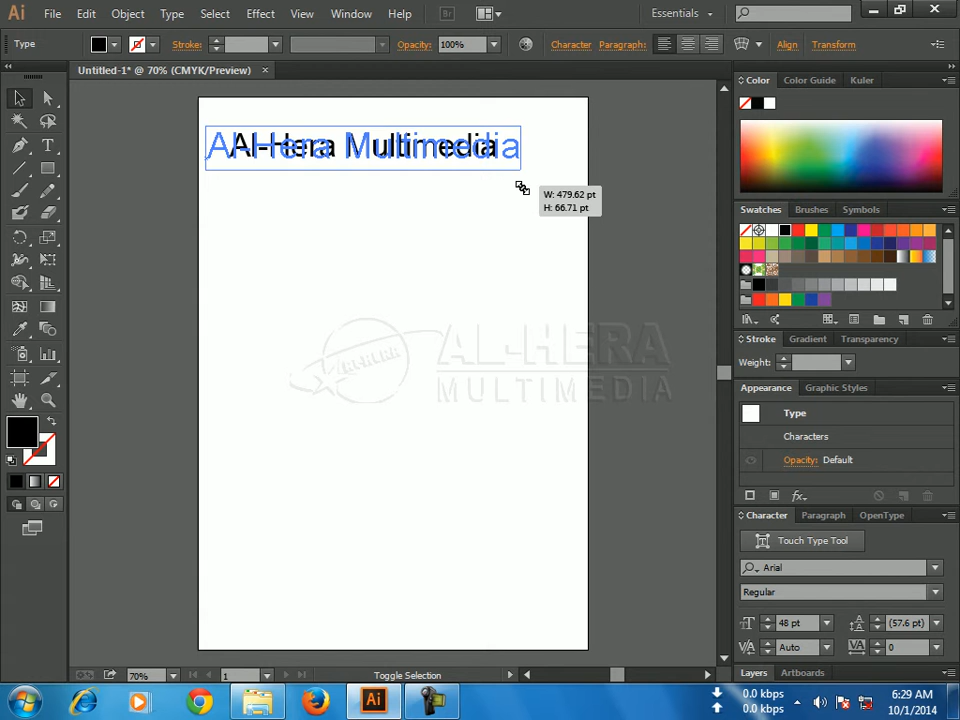 Ai File Edit Object Type Select Effect View Window Help Br Essentials
Type Stroke: Opacity: 100% Character Paragraph: Align Transform
Untitled-1* @ 70% (CMYK/Preview) ×
Color Color Guide Kuler
Al-Hera Multimedia
W: 479.62 pt
H: 66.71 pt
Swatches Brushes Symbols
AL-HERA
MULTIMEDIA
AL-HERA
Stroke Gradient Transparency
Weight:
Appearance Graphic Styles
Type
Characters
Opacity: Default
fx
Character Paragraph OpenType
Touch Type Tool
Arial
Regular
48 pt (57.6 pt)
Auto 0
Layers Artboards
70% 1 Toggle Selection
0.0 kbps
0.0 kbps
6:29 AM
10/1/2014